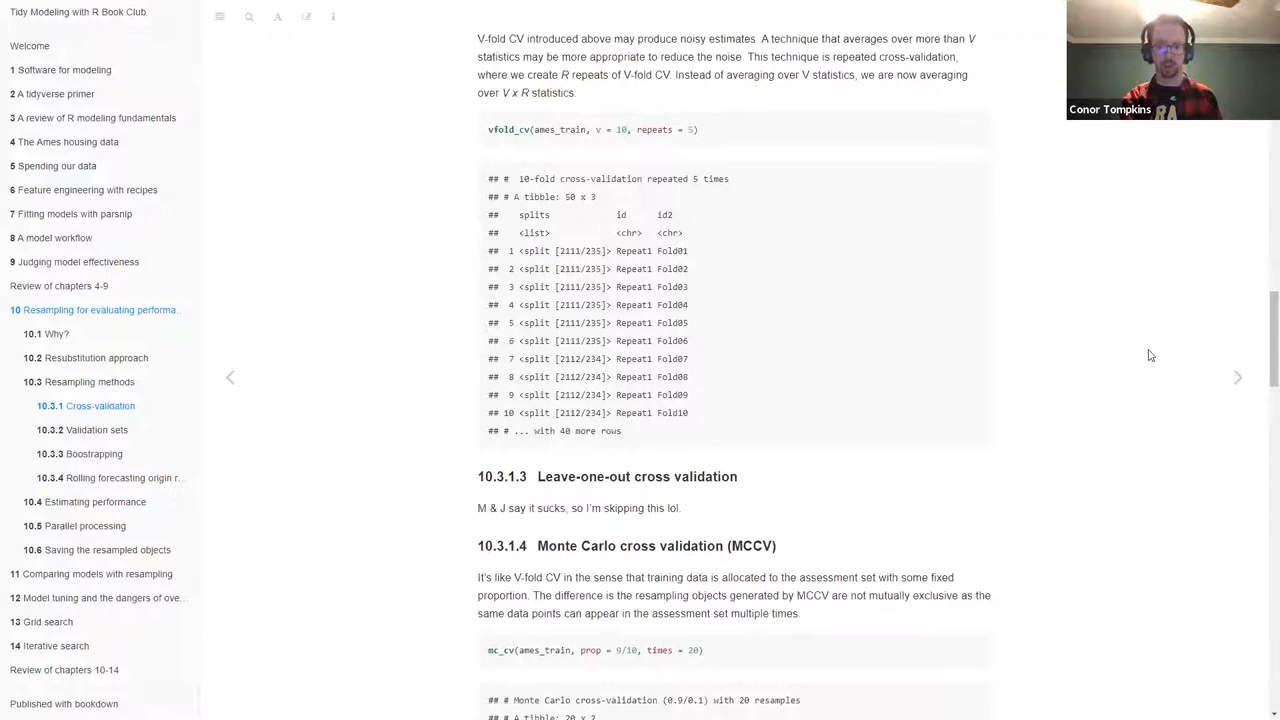 Tidy Modeling with R Book Club
Welcome
1 Software for modeling
2 A tidyverse primer
3 A review of R modeling fundamentals
4 The Ames housing data
5 Spending our data
6 Feature engineering with recipes
7 Fitting models with parsnip
8 A model workflow
9 Judging model effectiveness
Review of chapters 4-9
10 Resampling for evaluating performa...
10.1 Why?
10.2 Resubstitution approach
10.3 Resampling methods
10.3.1 Cross-validation
10.3.2 Validation sets
10.3.3 Boostrapping
10.3.4 Rolling forecasting origin r...
10.4 Estimating performance
10.5 Parallel processing
10.6 Saving the resampled objects
11 Comparing models with resampling
12 Model tuning and the dangers of ove...
13 Grid search
14 Iterative search
Review of chapters 10-14
Published with bookdown
V-fold CV introduced above may produce noisy estimates. A technique that averages over more than V
statistics may be more appropriate to reduce the noise. This technique is repeated cross-validation,
where we create R repeats of V-fold CV. Instead of averaging over V statistics, we are now averaging
over V x R statistics:
vfold_cv(ames_train, v = 10, repeats = 5)
## #  10-fold cross-validation repeated 5 times
## # A tibble: 50 x 3
##    splits             id      id2
##    <list>             <chr>   <chr>
##  1 <split [2111/235]> Repeat1 Fold01
##  2 <split [2111/235]> Repeat1 Fold02
##  3 <split [2111/235]> Repeat1 Fold03
##  4 <split [2111/235]> Repeat1 Fold04
##  5 <split [2111/235]> Repeat1 Fold05
##  6 <split [2111/235]> Repeat1 Fold06
##  7 <split [2112/234]> Repeat1 Fold07
##  8 <split [2112/234]> Repeat1 Fold08
##  9 <split [2112/234]> Repeat1 Fold09
## 10 <split [2112/234]> Repeat1 Fold10
## # ... with 40 more rows
10.3.1.3 Leave-one-out cross validation
M & J say it sucks, so I'm skipping this lol.
10.3.1.4 Monte Carlo cross validation (MCCV)
It's like V-fold CV in the sense that training data is allocated to the assessment set with some fixed
proportion. The difference is the resampling objects generated by MCCV are not mutually exclusive as the
same data points can appear in the assessment set multiple times.
mc_cv(ames_train, prop = 9/10, times = 20)
## # Monte Carlo cross-validation (0.9/0.1) with 20 resamples
## # A tibble: 20 x 2
Conor Tompkins